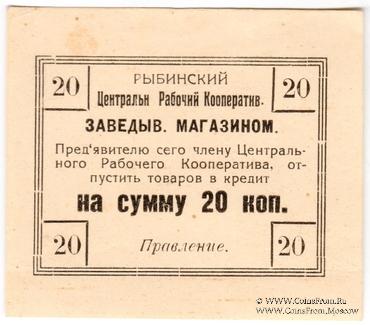 20 РЫБИНСКИЙ 20
Центральн Рабочий Кооператив.
ЗАВЕДЫВ. МАГАЗИНОМ.
Пред'явителю сего члену Централь-
ного Рабочего Кооператива, от-
пустить товаров в кредит
на сумму 20 коп.
20 Правление. 20
© http://www.CoinsFrom.Ru
CoinsFrom.Moscow